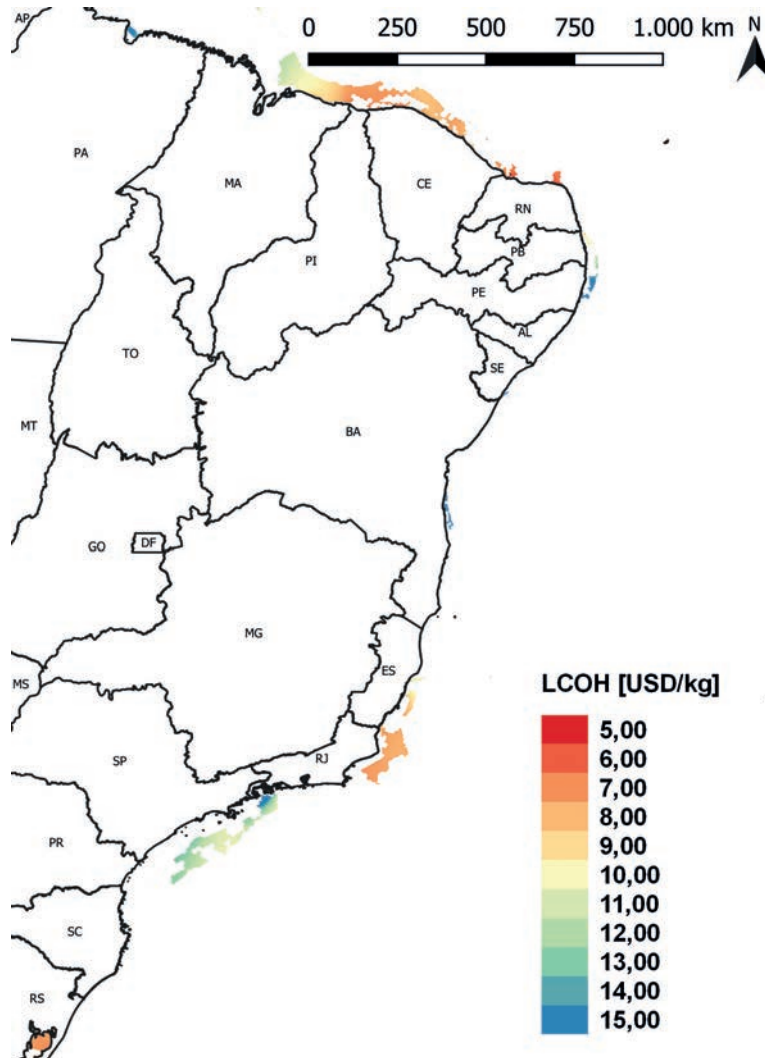 AP
0 250 500 750 1.000 km
N
PA
MA
CE
RN
PI
PB
PE
AL
TO
SE
MT
BA
GO
DF
MG
ES
MS
LCOH [USD/kg]
5,00
6,00
7,00
8,00
9,00
10,00
11,00
12,00
13,00
14,00
15,00
SP
RJ
PR
SC
RS